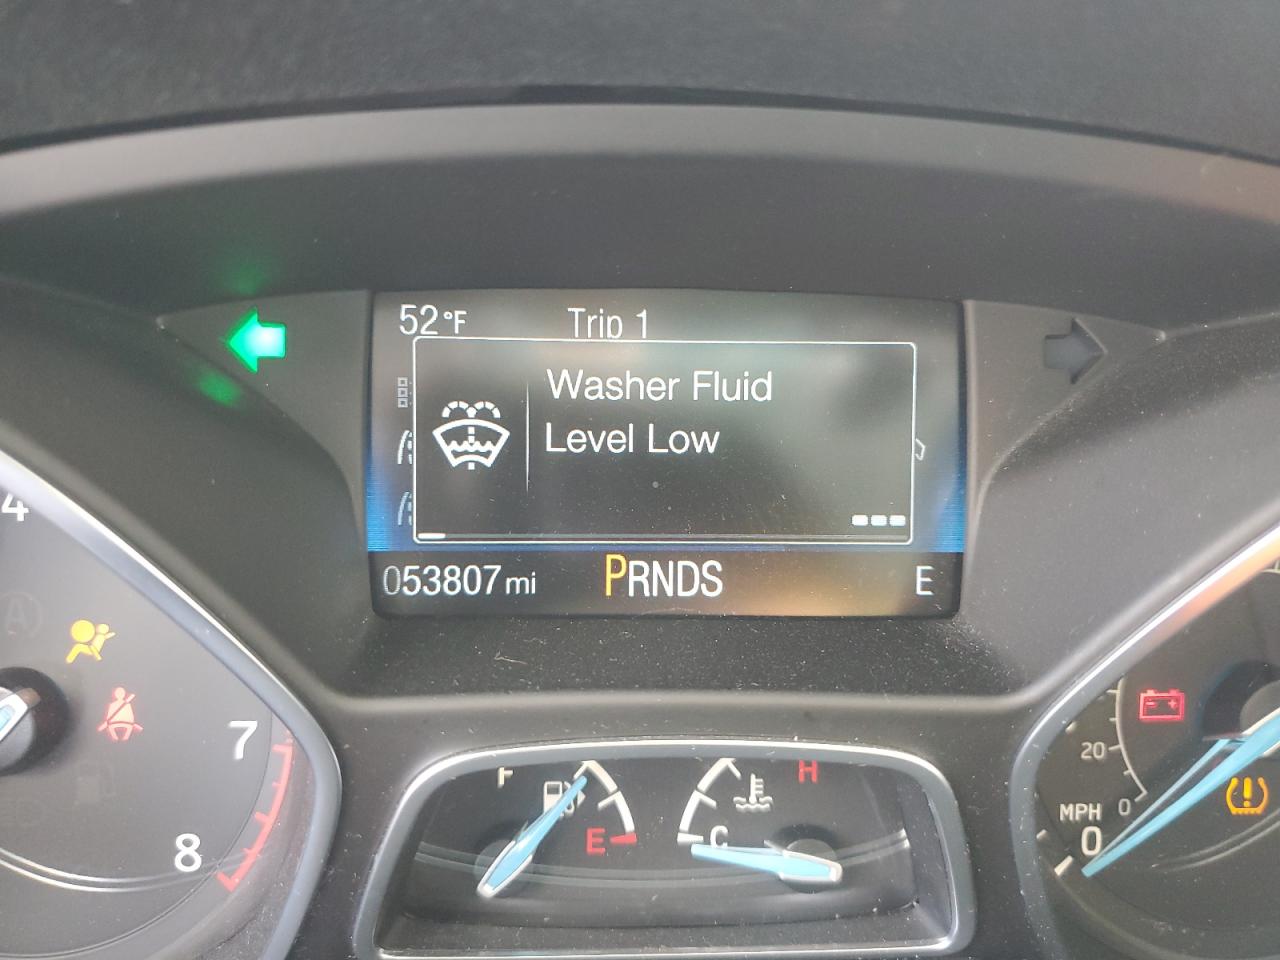 52°F Trip 1
Washer Fluid
Level Low
053807 mi PRNDS E
4
7
8
F
E
H
C
20
MPH 0
0